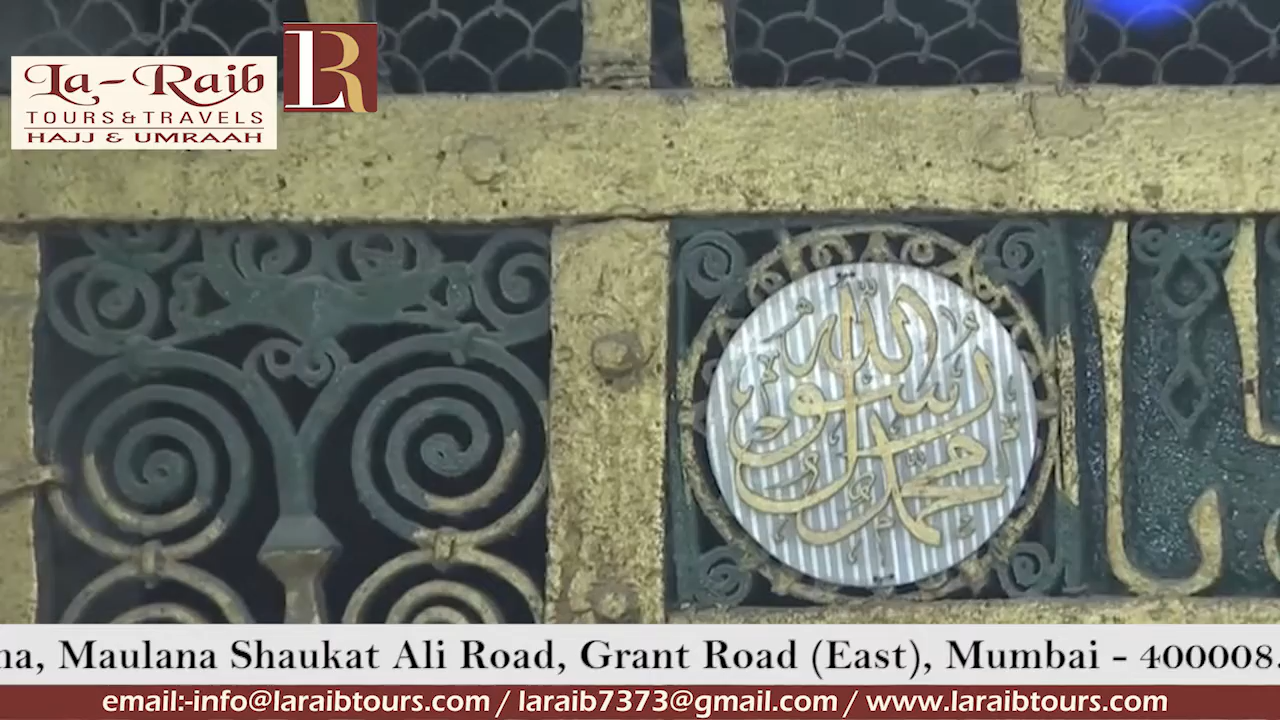 La-Raib
TOURS & TRAVELS
HAJJ & UMRAAH
LR
الله
رسول
محمد
Maulana Shaukat Ali Road, Grant Road (East), Mumbai - 400008.
email:-info@laraibtours.com / laraib7373@gmail.com / www.laraibtours.com